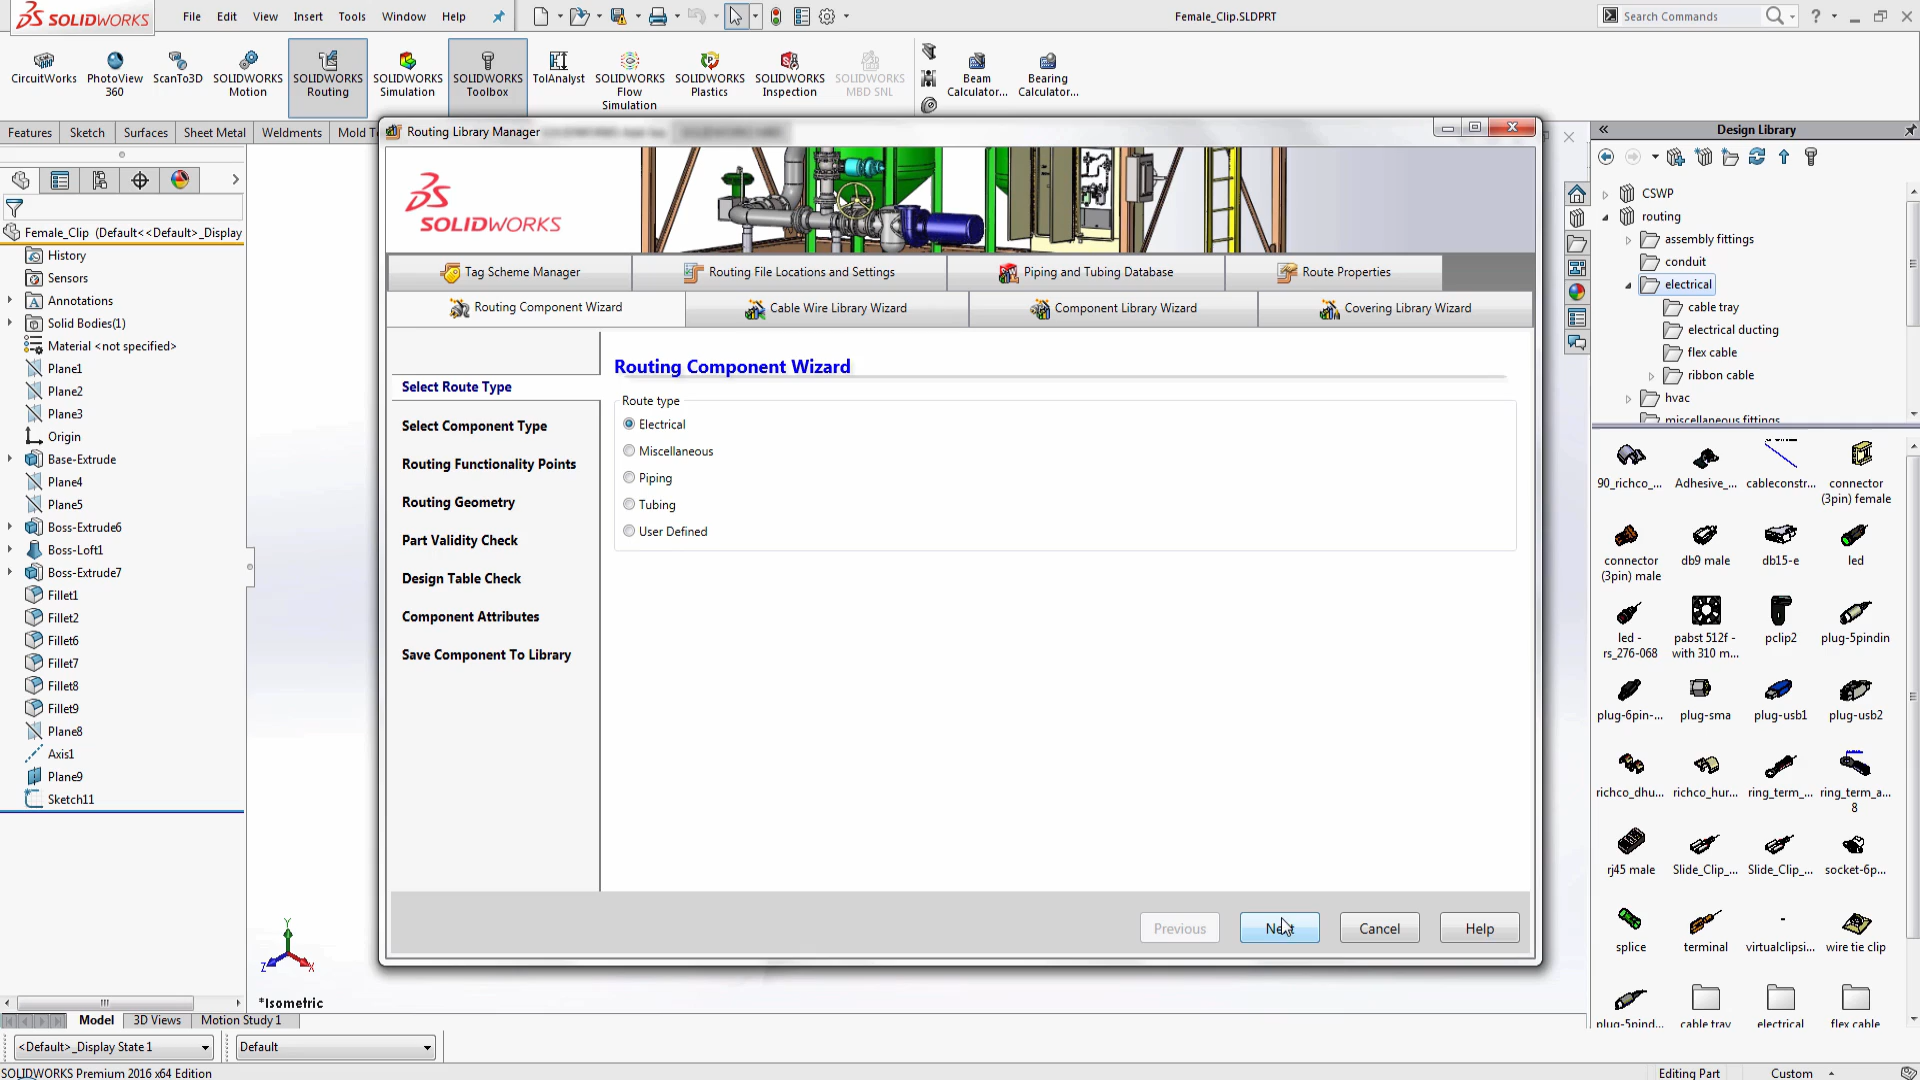 SOLIDWORKS
File Edit View Insert Tools Window Help
Female_Clip.SLDPRT
Search Commands
CircuitWorks
PhotoView
360
ScanTo3D
SOLIDWORKS
Motion
SOLIDWORKS
Routing
SOLIDWORKS
Simulation
SOLIDWORKS
Toolbox
TolAnalyst
SOLIDWORKS
Flow
Simulation
SOLIDWORKS
Plastics
SOLIDWORKS
Inspection
SOLIDWORKS
MBD SNL
Beam
Calculator...
Bearing
Calculator...
Features Sketch Surfaces Sheet Metal Weldments Mold T
Female_Clip (Default<<Default>_Display
History
Sensors
Annotations
Solid Bodies(1)
Material <not specified>
Plane1
Plane2
Plane3
Origin
Base-Extrude
Plane4
Plane5
Boss-Extrude6
Boss-Loft1
Boss-Extrude7
Fillet1
Fillet2
Fillet6
Fillet7
Fillet8
Fillet9
Plane8
Axis1
Plane9
Sketch11
Routing Library Manager
SOLIDWORKS
Tag Scheme Manager
Routing File Locations and Settings
Piping and Tubing Database
Route Properties
Routing Component Wizard
Cable Wire Library Wizard
Component Library Wizard
Covering Library Wizard
Select Route Type
Select Component Type
Routing Functionality Points
Routing Geometry
Part Validity Check
Design Table Check
Component Attributes
Save Component To Library
Routing Component Wizard
Route type
Electrical
Miscellaneous
Piping
Tubing
User Defined
Previous
Next
Cancel
Help
Design Library
CSWP
routing
assembly fittings
conduit
electrical
cable tray
electrical ducting
flex cable
ribbon cable
hvac
miscellaneous fittings
90_richco_...
Adhesive_...
cableconstr...
connector
(3pin) female
connector
(3pin) male
db9 male
db15-e
led
led -
rs_276-068
pabst 512f -
with 310 m...
pclip2
plug-5pindin
plug-6pin-...
plug-sma
plug-usb1
plug-usb2
richco_dhu...
richco_hur...
ring_term_...
ring_term_a...
8
rj45 male
Slide_Clip_...
Slide_Clip_...
socket-6p...
splice
terminal
virtualclipsi...
wire tie clip
plug-5pind...
cable tray
electrical
flex cable
Y
Z
X
*Isometric
Model 3D Views Motion Study 1
<Default>_Display State 1
Default
SOLIDWORKS Premium 2016 x64 Edition
Editing Part
Custom